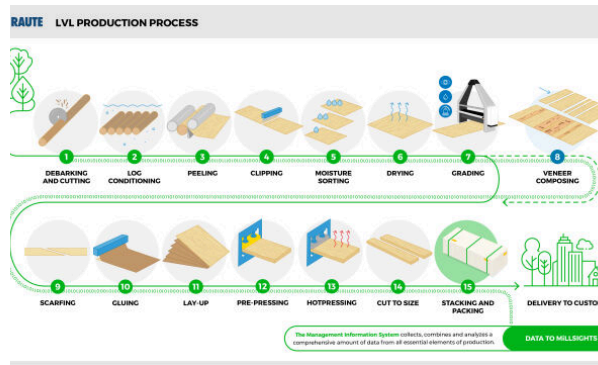 RAUTE LVL PRODUCTION PROCESS
1
DEBARKING
AND CUTTING
2
LOG
CONDITIONING
3
PEELING
4
CLIPPING
5
MOISTURE
SORTING
6
DRYING
7
GRADING
8
VENEER
COMPOSING
9
SCARFING
10
GLUING
11
LAY-UP
12
PRE-PRESSING
13
HOTPRESSING
14
CUT TO SIZE
15
STACKING AND
PACKING
DELIVERY TO CUSTO
The Management Information System collects, combines and analyzes a
comprehensive amount of data from all essential elements of production.
DATA TO MILLSIGHTS